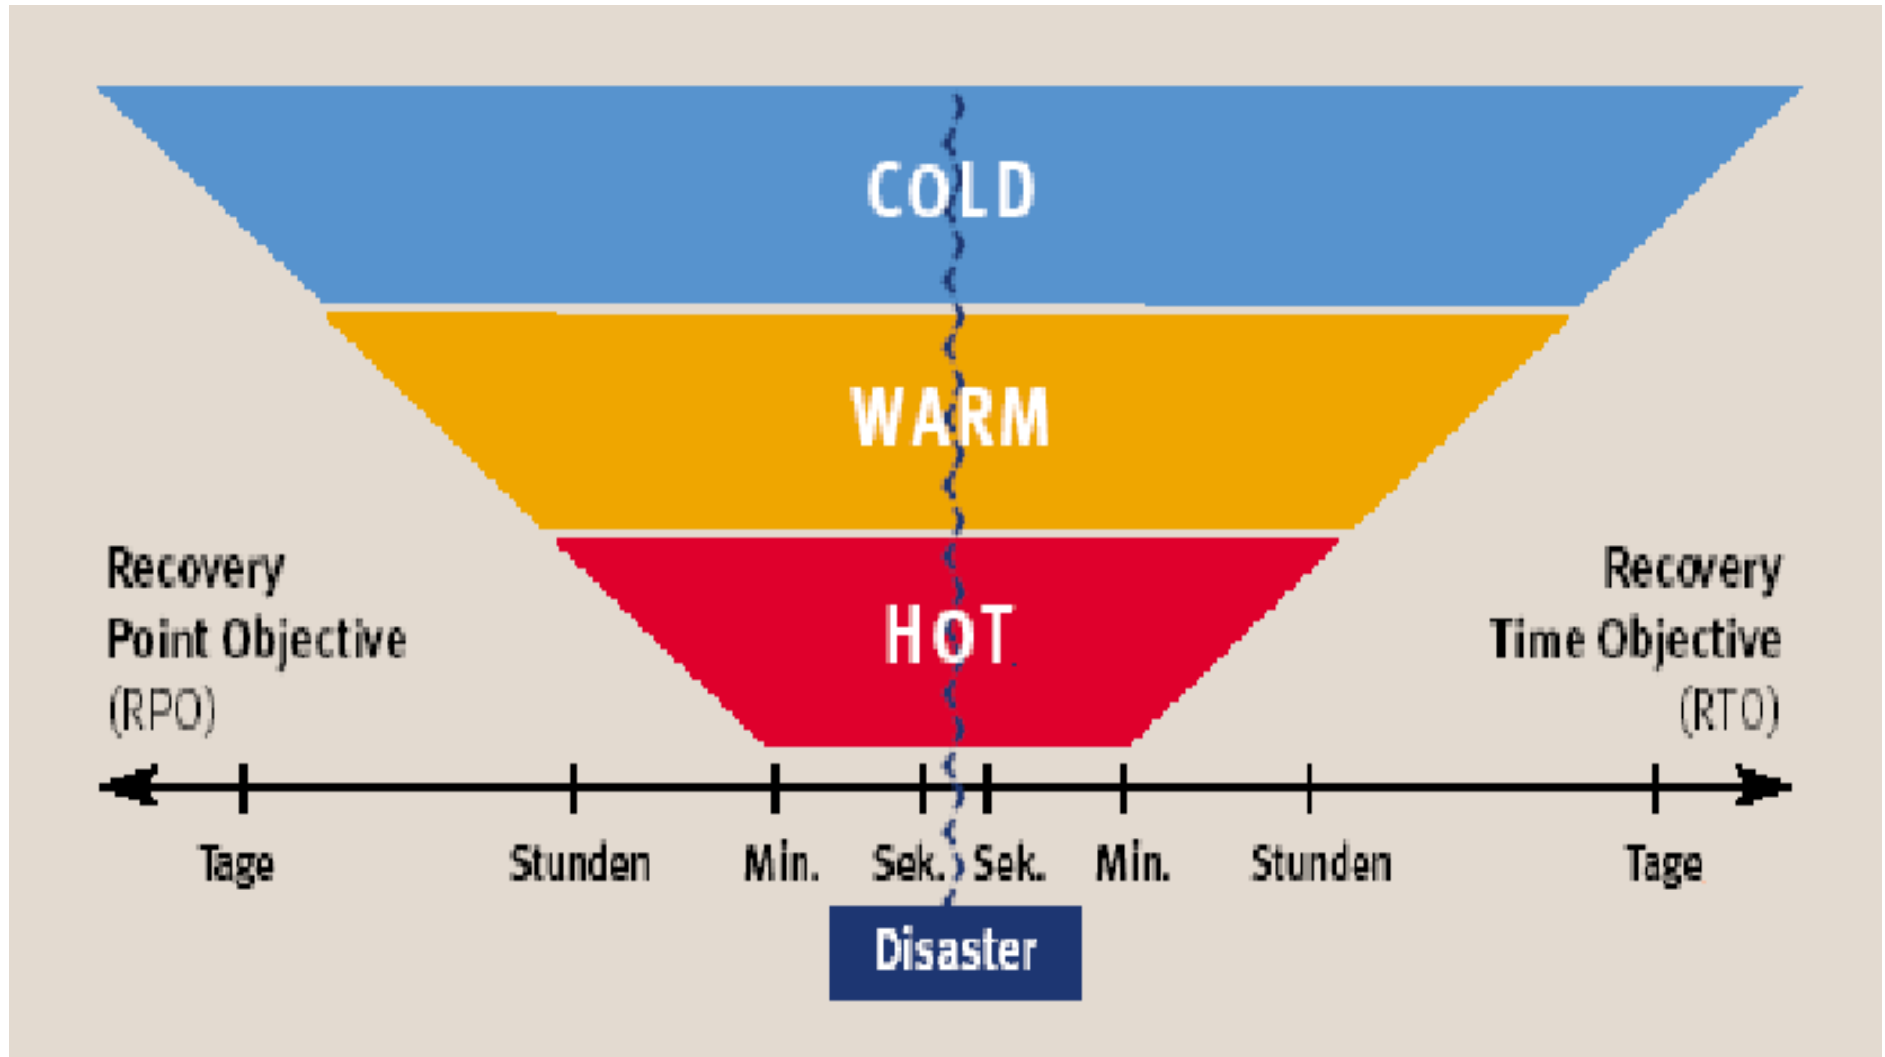 COLD
WARM
HOT
Recovery
Point Objective
(RPO)
Recovery
Time Objective
(RTO)
Tage Stunden Min. Sek. Sek. Min. Stunden Tage
Disaster